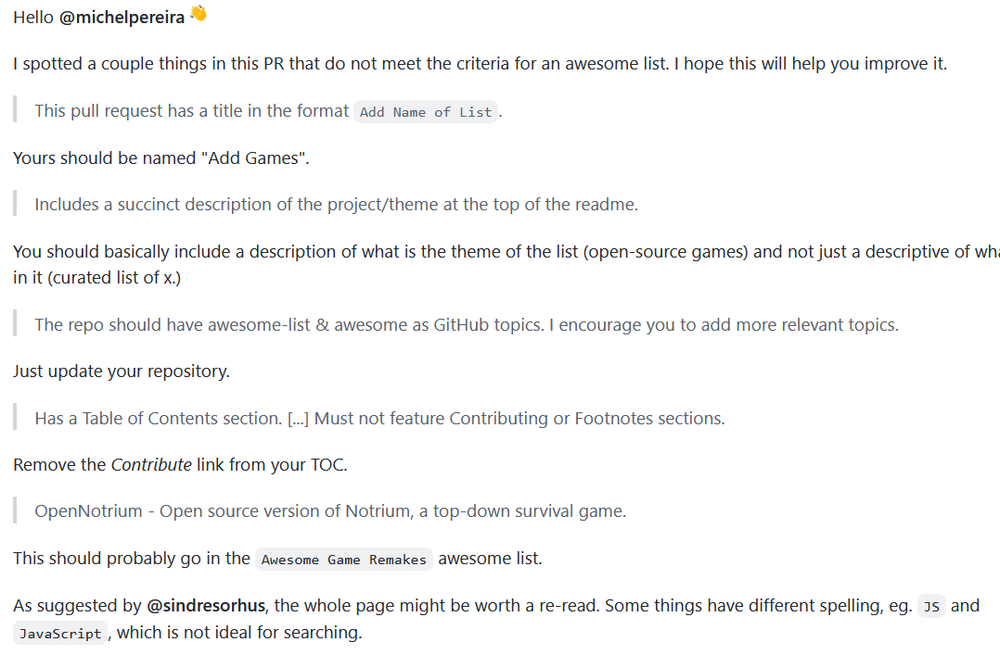 Hello @michelpereira 👋
I spotted a couple things in this PR that do not meet the criteria for an awesome list. I hope this will help you improve it.
This pull request has a title in the format Add Name of List.
Yours should be named "Add Games".
Includes a succinct description of the project/theme at the top of the readme.
You should basically include a description of what is the theme of the list (open-source games) and not just a descriptive of
in it (curated list of x.)
The repo should have awesome-list & awesome as GitHub topics. I encourage you to add more relevant topics.
Just update your repository.
Has a Table of Contents section. [...] Must not feature Contributing or Footnotes sections.
Remove the Contribute link from your TOC.
OpenNotrium - Open source version of Notrium, a top-down survival game.
This should probably go in the Awesome Game Remakes awesome list.
As suggested by @sindresorhus, the whole page might be worth a re-read. Some things have different spelling, eg. JS and
JavaScript, which is not ideal for searching.